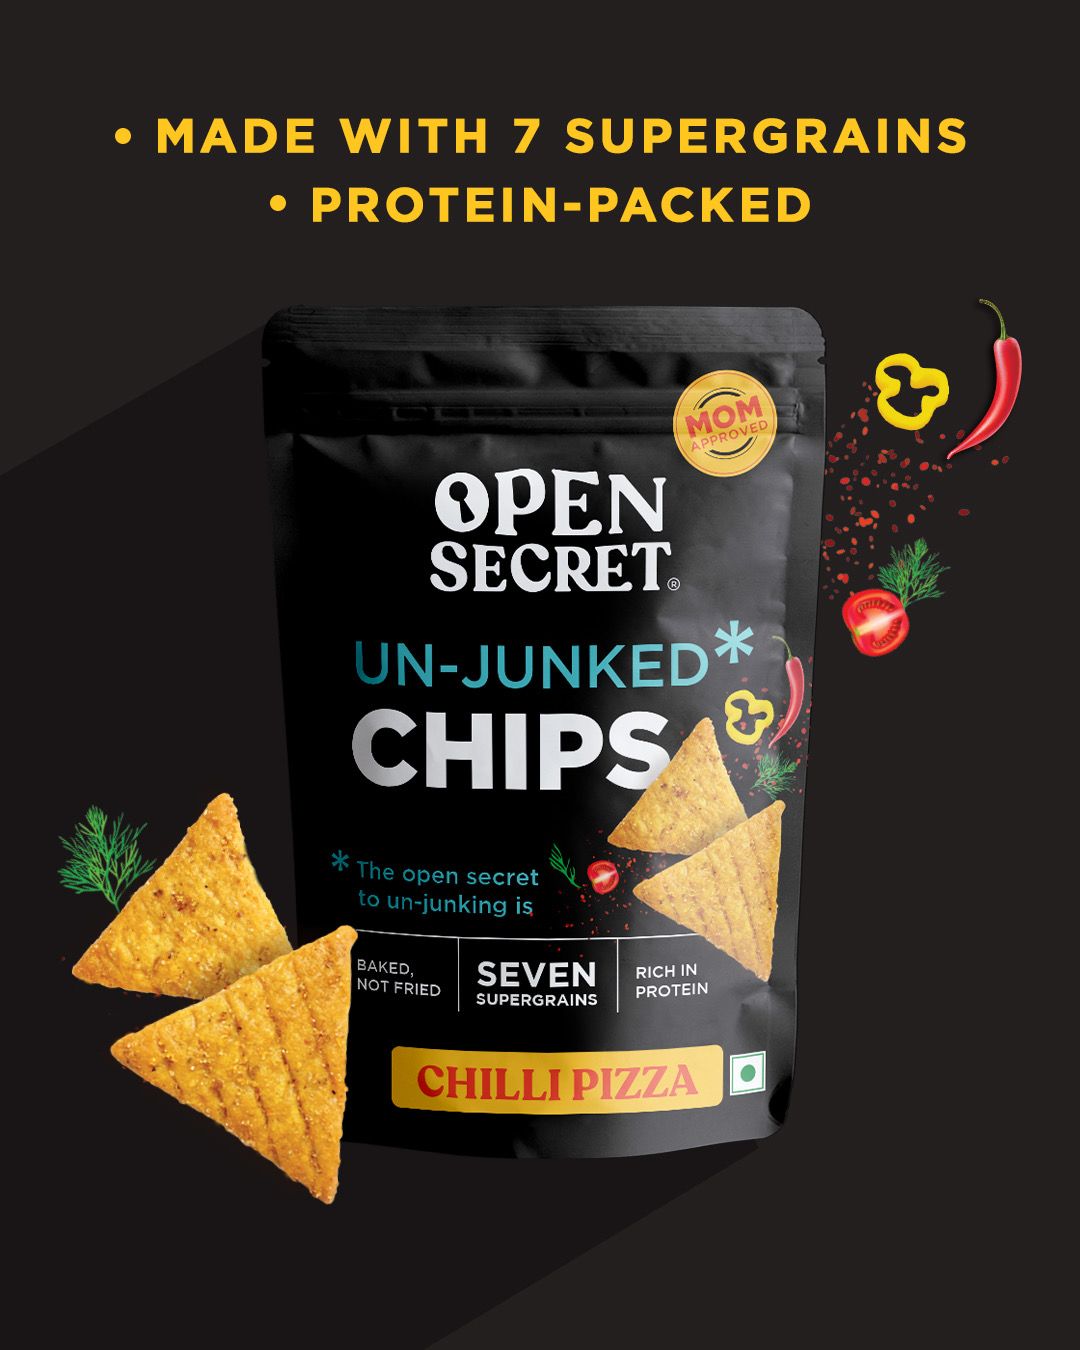 • MADE WITH 7 SUPERGRAINS
• PROTEIN-PACKED
MOM
APPROVED
OPEN
SECRET®
UN-JUNKED*
CHIPS
* The open secret
to un-junking is
BAKED,
NOT FRIED
SEVEN
SUPERGRAINS
RICH IN
PROTEIN
CHILLI PIZZA